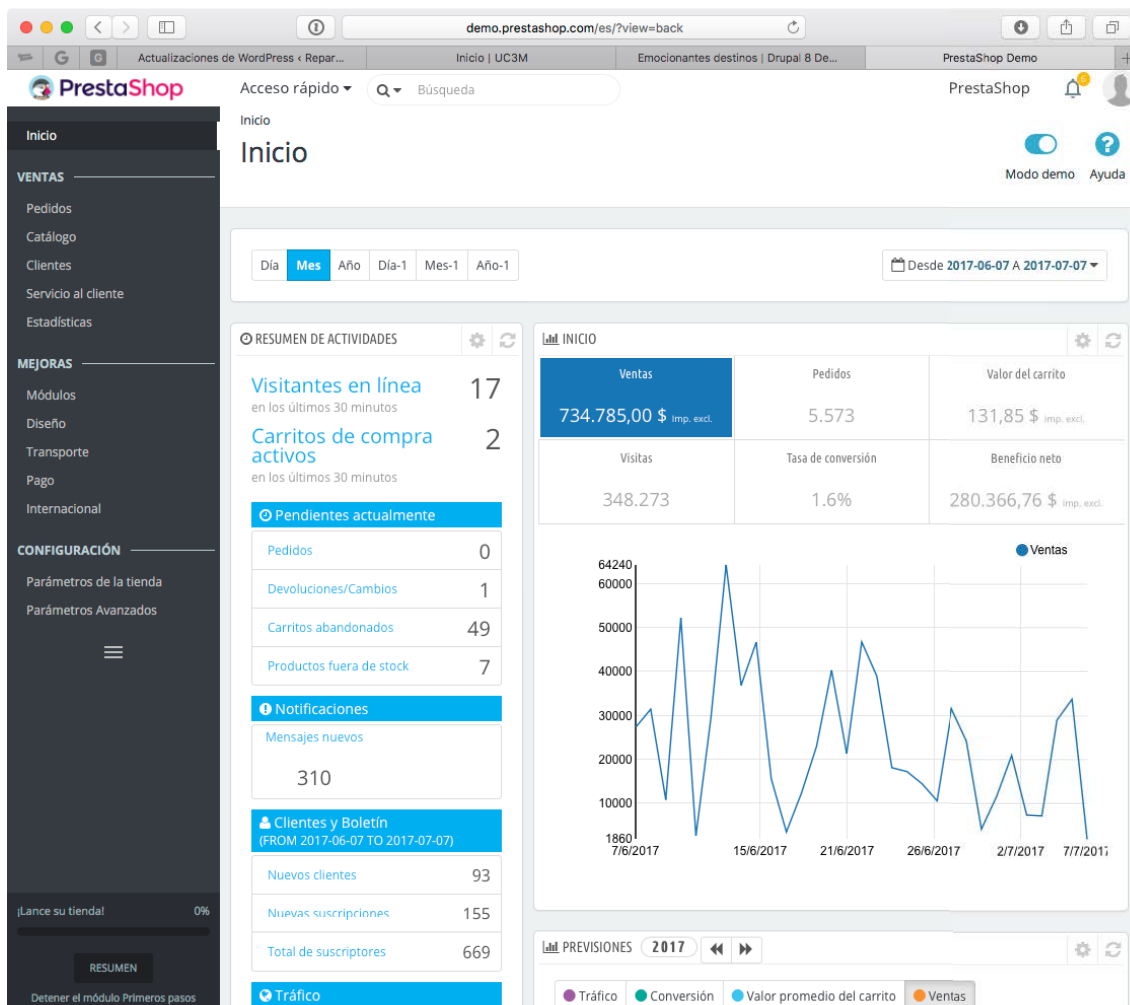 demo.prestashop.com/es/?view=back
G
G
Actualizaciones de WordPress ‹ Repar...
Inicio | UC3M
Emocionantes destinos | Drupal 8 De...
PrestaShop Demo
PrestaShop
Acceso rápido
Búsqueda
PrestaShop
6
Inicio
Inicio
Modo demo
Ayuda
Inicio
VENTAS
Pedidos
Catálogo
Clientes
Servicio al cliente
Estadísticas
MEJORAS
Módulos
Diseño
Transporte
Pago
Internacional
CONFIGURACIÓN
Parámetros de la tienda
Parámetros Avanzados
¡Lance su tienda! 0%
RESUMEN
Detener el módulo Primeros pasos
Día Mes Año Día-1 Mes-1 Año-1
Desde 2017-06-07 A 2017-07-07
RESUMEN DE ACTIVIDADES
Visitantes en línea 17
en los últimos 30 minutos
Carritos de compra activos 2
en los últimos 30 minutos
Pendientes actualmente
Pedidos 0
Devoluciones/Cambios 1
Carritos abandonados 49
Productos fuera de stock 7
Notificaciones
Mensajes nuevos
310
Clientes y Boletín
(FROM 2017-06-07 TO 2017-07-07)
Nuevos clientes 93
Nuevas suscripciones 155
Total de suscriptores 669
Tráfico
INICIO
Ventas
734.785,00 $ imp. excl.
Pedidos
5.573
Valor del carrito
131,85 $ imp. excl.
Visitas
348.273
Tasa de conversión
1.6%
Beneficio neto
280.366,76 $ imp. excl.
Ventas
64240
60000
50000
40000
30000
20000
10000
1860
7/6/2017 15/6/2017 21/6/2017 26/6/2017 2/7/2017 7/7/2017
PREVISIONES 2017
Tráfico Conversión Valor promedio del carrito Ventas